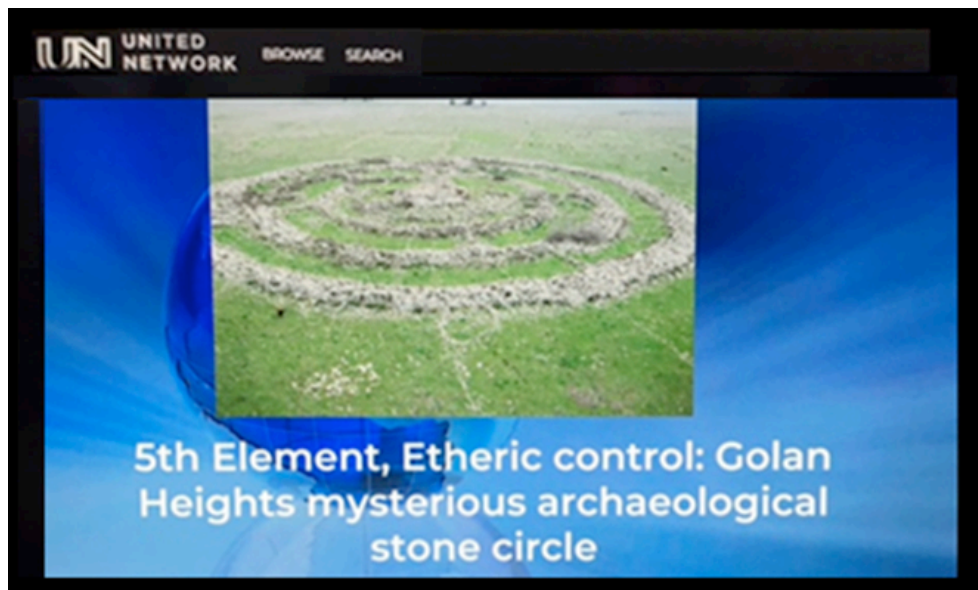 UN UNITED
NETWORK
BROWSE SEARCH
5th Element, Etheric control: Golan
Heights mysterious archaeological
stone circle